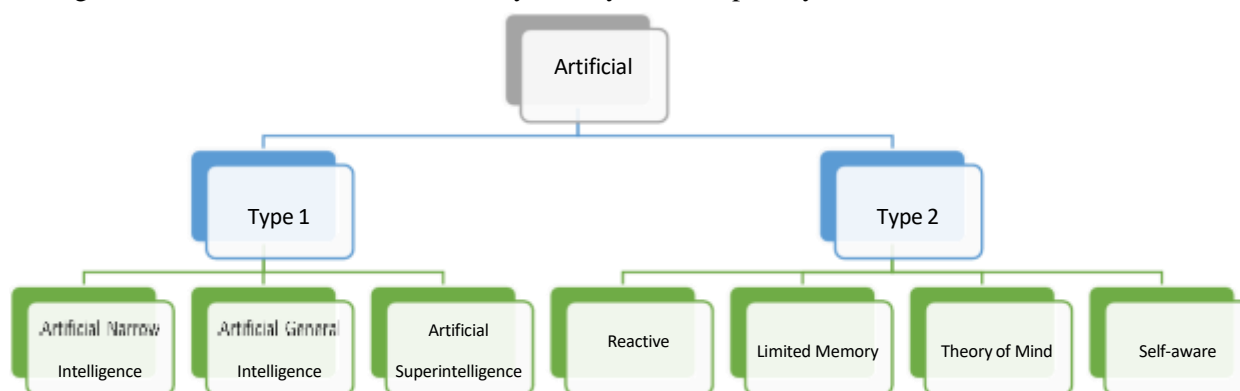 Artificial
Type 1
Type 2
Artificial Narrow
Intelligence
Artificial General
Intelligence
Artificial
Superintelligence
Reactive
Limited Memory
Theory of Mind
Self-aware